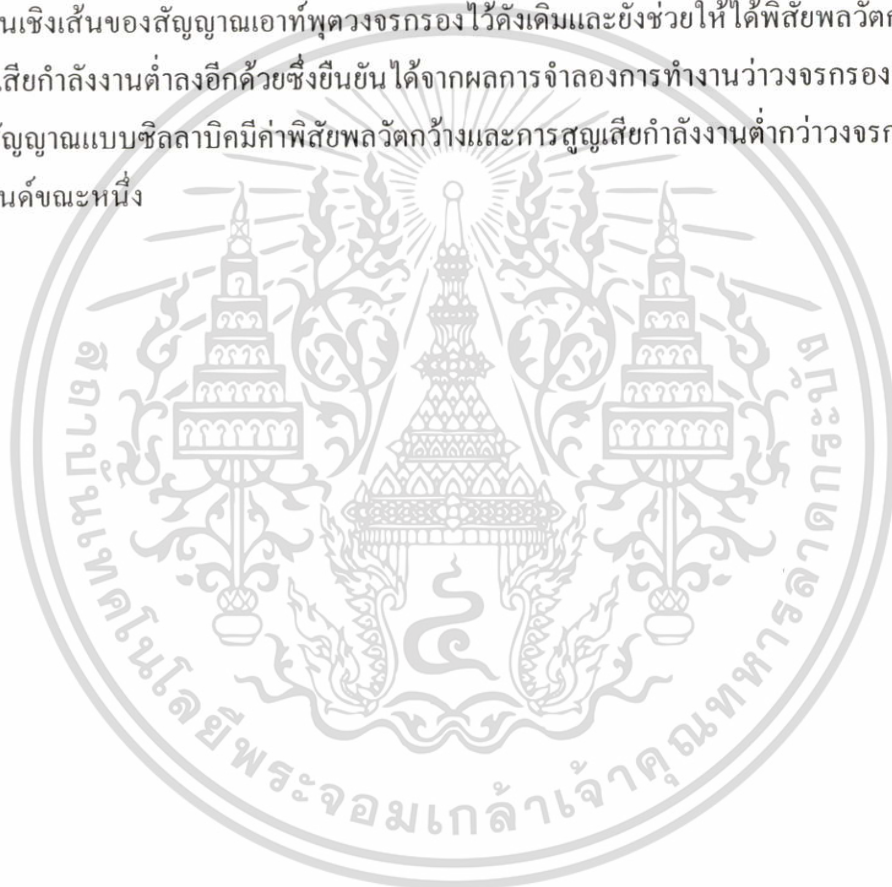 นเชิงเส้นของสัญญาณเอาท์พุตวงจรกรองไว้ดังเดิมและยังช่วยให้ได้พิสัยพลวัต
เสียกำลังงานต่ำลงอีกด้วยซึ่งยืนยันได้จากผลการจำลองการทำงานว่าวงจรกรอง
ัญญาณแบบซิลลาบิคมีค่าพิสัยพลวัตกว้างและการสูญเสียกำลังงานต่ำกว่าวงจรก
นด์ขณะหนึ่ง
สถาบันเทคโนโลยีพระจอมเกล้าเจ้าคุณทหารลาดกระบัง